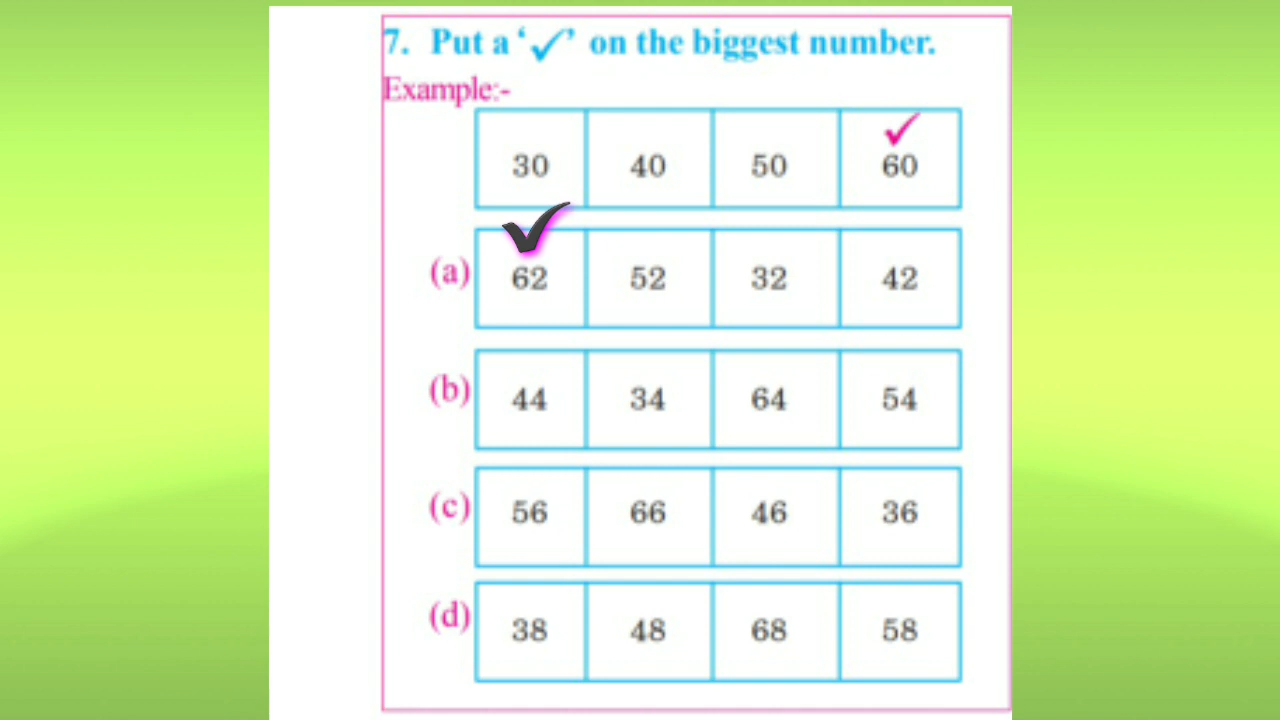 7. Put a ‘✓’ on the biggest number.
Example:-
30 40 50 60
(a) 62 52 32 42
(b) 44 34 64 54
(c) 56 66 46 36
(d) 38 48 68 58